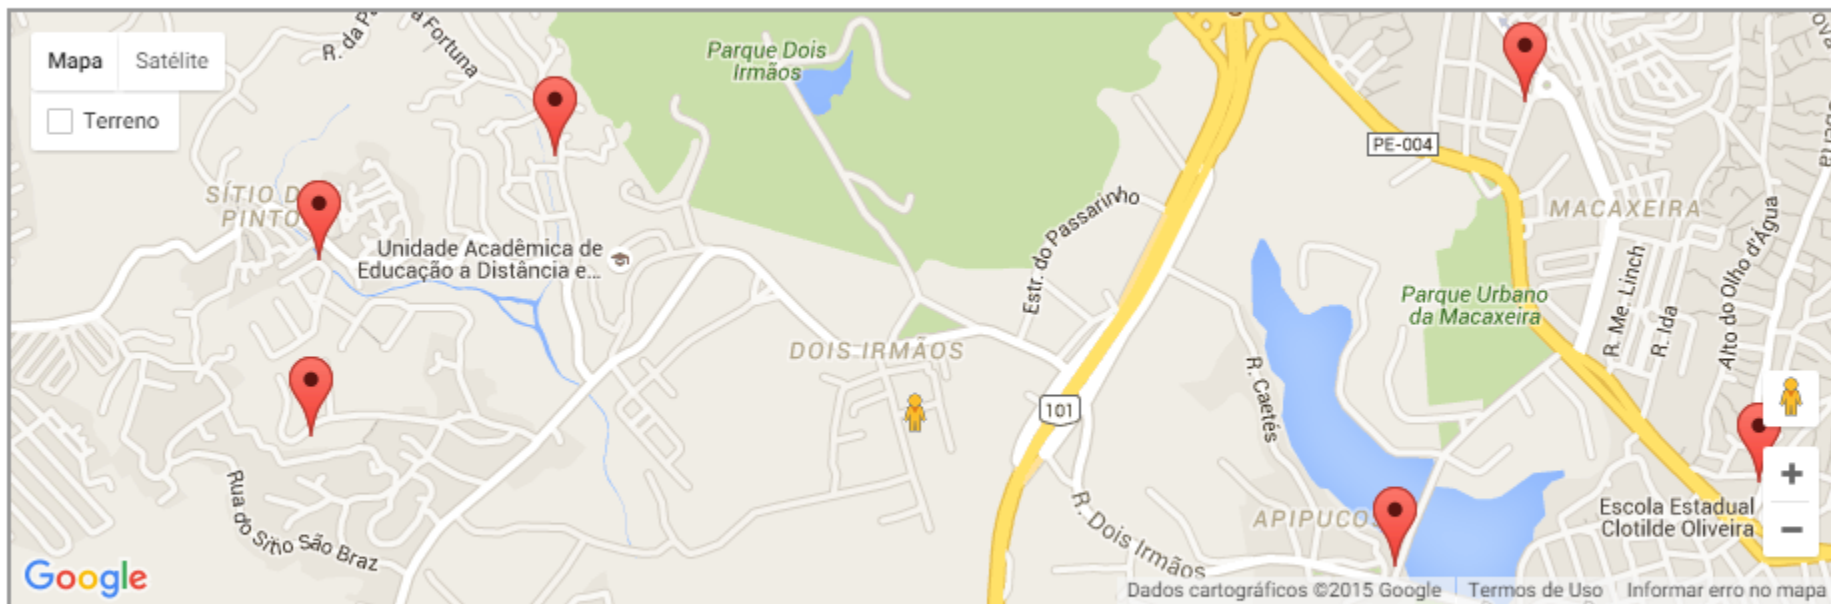 Mapa
Satélite
Terreno
R. da
a Fortuna
Parque Dois
Irmãos
PE-004
SÍTIO D
PINTO
Unidade Acadêmica de
Educação a Distância e...
Estr. do Passarinho
MACAXEIRA
Parque Urbano
da Macaxeira
R. Me. Linch
R. Ida
Alto do Olho d'Água
DOIS IRMÃOS
101
R. Caetés
Rua do Sítio São Braz
R. Dois Irmãos
APIPUCOS
Escola Estadual
Clotilde Oliveira
+
−
Google
Dados cartográficos ©2015 Google
Termos de Uso
Informar erro no mapa